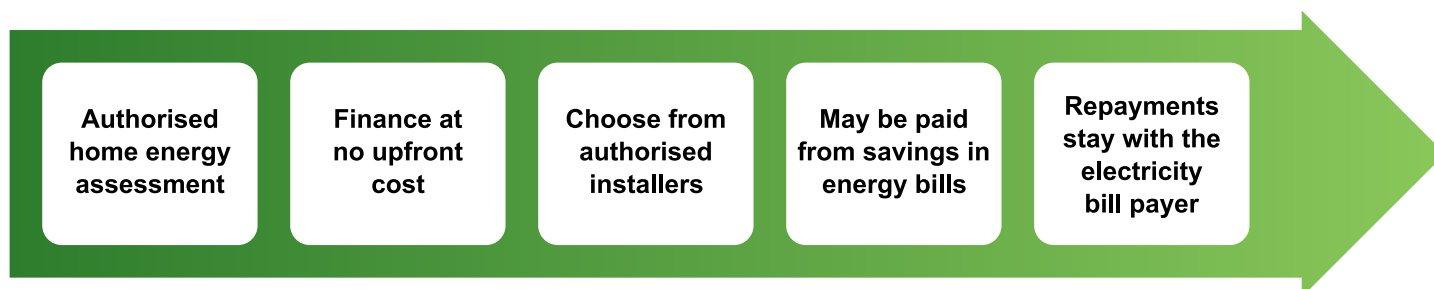 Authorised
home energy
assessment
Finance at
no upfront
cost
Choose from
authorised
installers
May be paid
from savings in
energy bills
Repayments
stay with the
electricity
bill payer